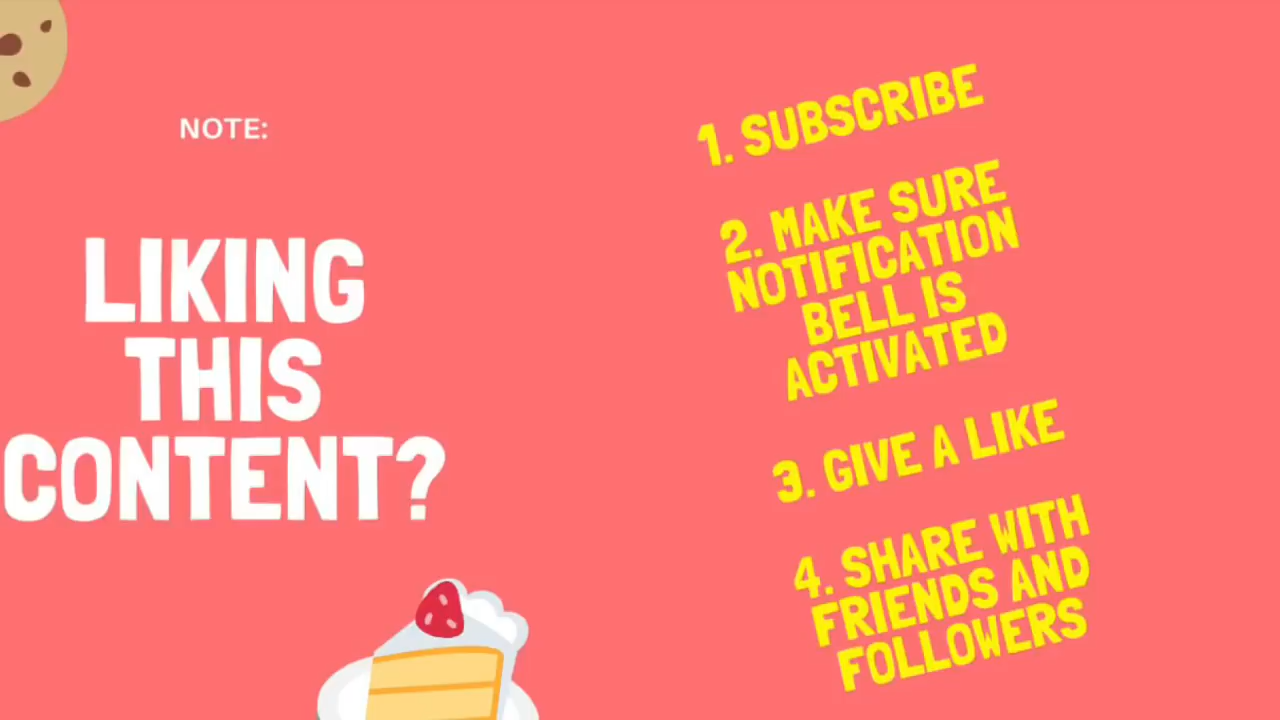 NOTE:
LIKING
THIS
CONTENT?
1. SUBSCRIBE
2. MAKE SURE
NOTIFICATION
BELL IS
ACTIVATED
3. GIVE A LIKE
4. SHARE WITH
FRIENDS AND
FOLLOWERS